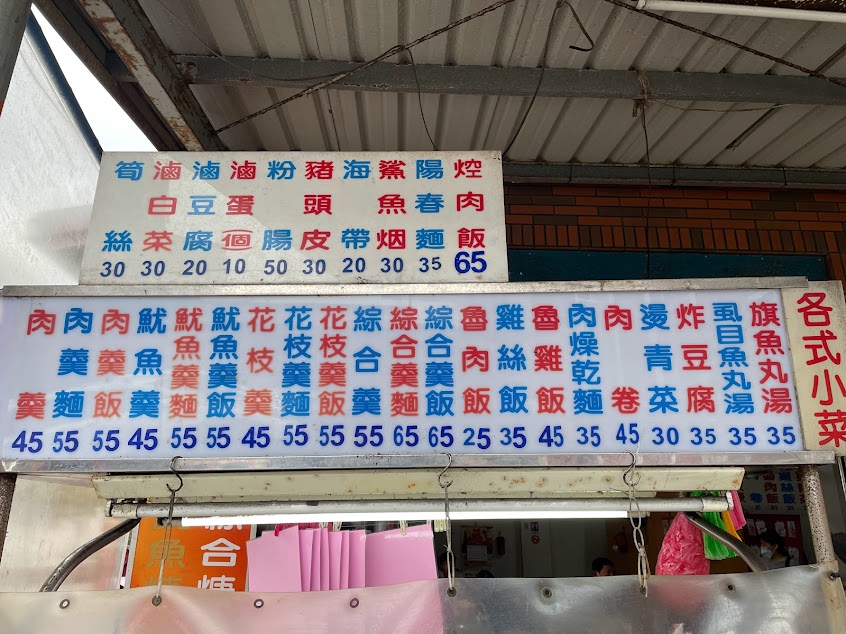 焢肉飯 65
陽春麵 35
鯊魚烟 30
海帶 20
豬頭皮 30
粉腸 50
滷蛋個 10
滷豆腐 20
滷白菜 30
筍絲 30
各式小菜
旗魚丸湯 35
虱目魚丸湯 35
炸豆腐 35
燙青菜 30
肉卷 45
肉燥乾麵 35
魯雞飯 45
雞絲飯 35
魯肉飯 25
綜合羹飯 65
綜合羹麵 65
綜合羹 55
花枝羹飯 55
花枝羹麵 55
花枝羹 45
魷魚羹飯 55
魷魚羹麵 55
魷魚羹 45
肉羹飯 55
肉羹麵 55
肉羹 45
綜合
魚